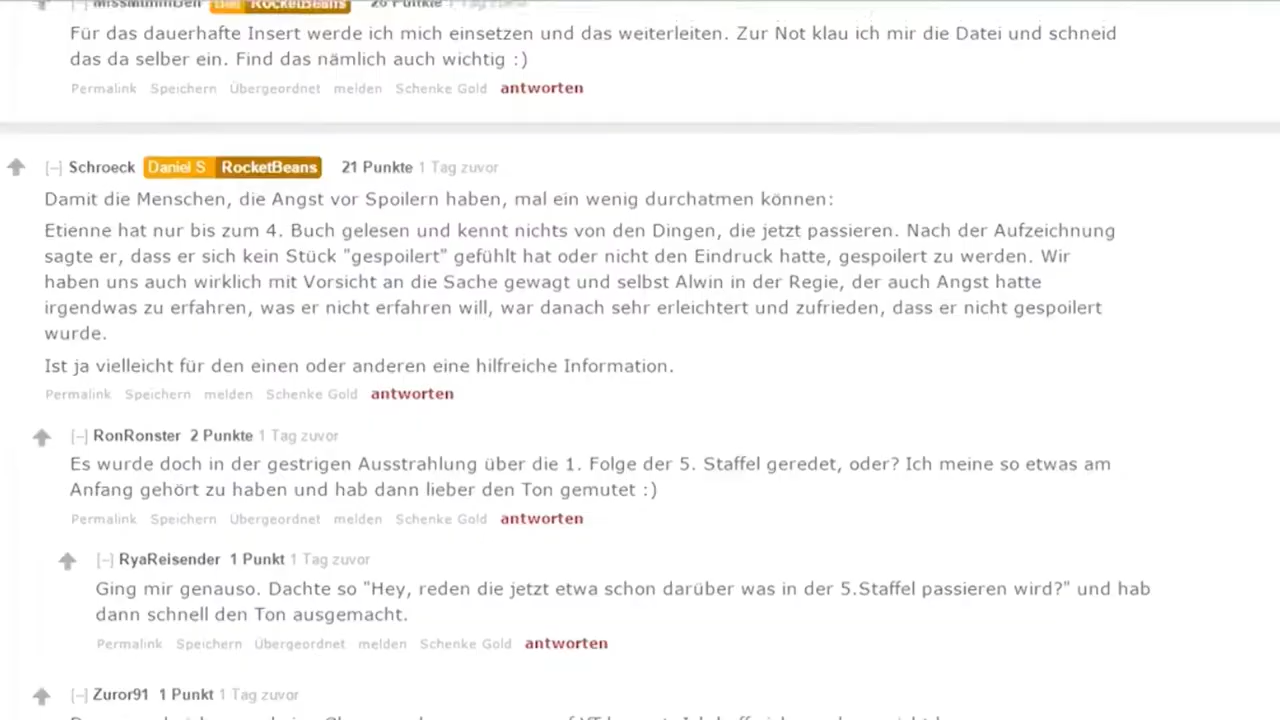 RocketBeans 1 Tag zuvor
Für das dauerhafte Insert werde ich mich einsetzen und das weiterleiten. Zur Not klau ich mir die Datei und schneid
das da selber ein. Find das nämlich auch wichtig :)
Permalink Speichern Übergeordnet melden Schenke Gold antworten
[–] Schroeck Daniel S RocketBeans 21 Punkte 1 Tag zuvor
Damit die Menschen, die Angst vor Spoilern haben, mal ein wenig durchatmen können:
Etienne hat nur bis zum 4. Buch gelesen und kennt nichts von den Dingen, die jetzt passieren. Nach der Aufzeichnung
sagte er, dass er sich kein Stück "gespoilert" gefühlt hat oder nicht den Eindruck hatte, gespoilert zu werden. Wir
haben uns auch wirklich mit Vorsicht an die Sache gewagt und selbst Alwin in der Regie, der auch Angst hatte
irgendwas zu erfahren, was er nicht erfahren will, war danach sehr erleichtert und zufrieden, dass er nicht gespoilert
wurde.
Ist ja vielleicht für den einen oder anderen eine hilfreiche Information.
Permalink Speichern melden Schenke Gold antworten
[–] RonRonster 2 Punkte 1 Tag zuvor
Es wurde doch in der gestrigen Ausstrahlung über die 1. Folge der 5. Staffel geredet, oder? Ich meine so etwas am
Anfang gehört zu haben und hab dann lieber den Ton gemutet :)
Permalink Speichern Übergeordnet melden Schenke Gold antworten
[–] RyaReisender 1 Punkt 1 Tag zuvor
Ging mir genauso. Dachte so "Hey, reden die jetzt etwa schon darüber was in der 5.Staffel passieren wird?" und hab
dann schnell den Ton ausgemacht.
Permalink Speichern Übergeordnet melden Schenke Gold antworten
[–] Zuror91 1 Punkt 1 Tag zuvor